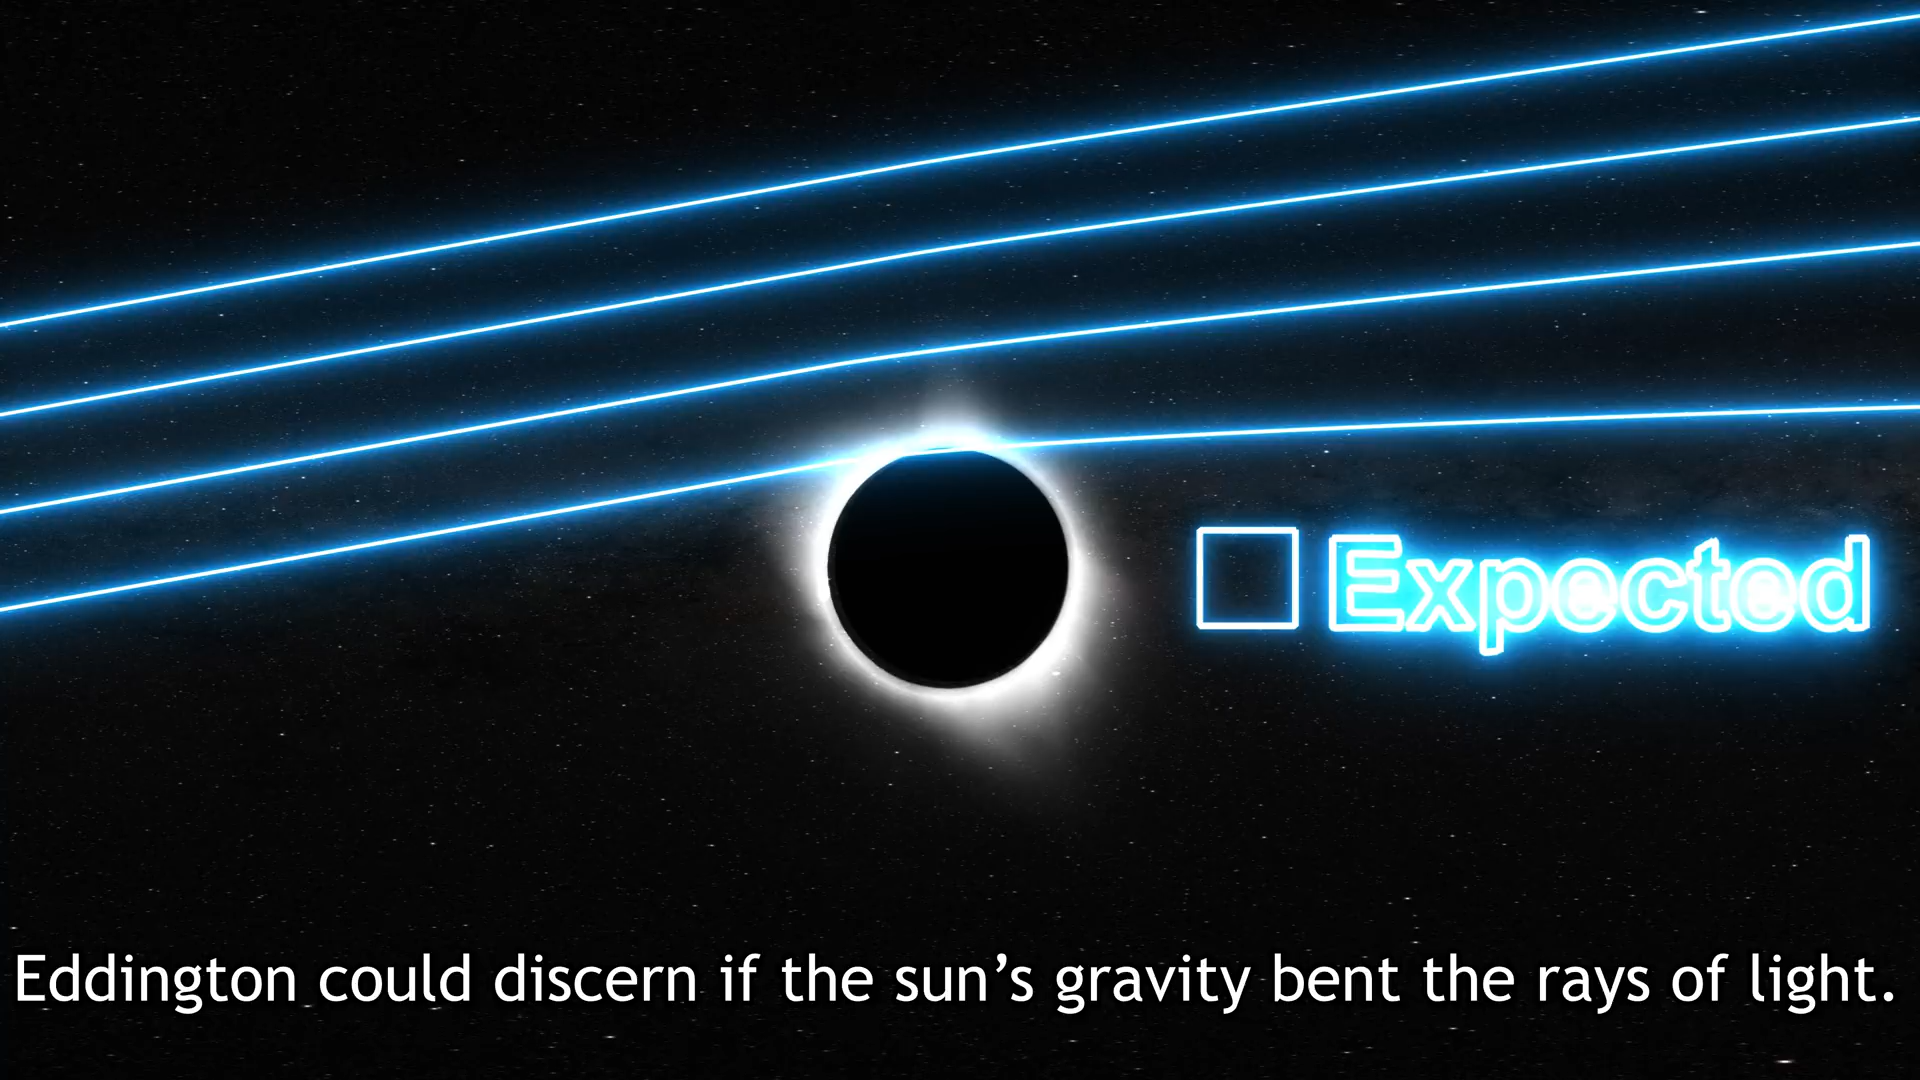 Expected
Eddington could discern if the sun’s gravity bent the rays of light.